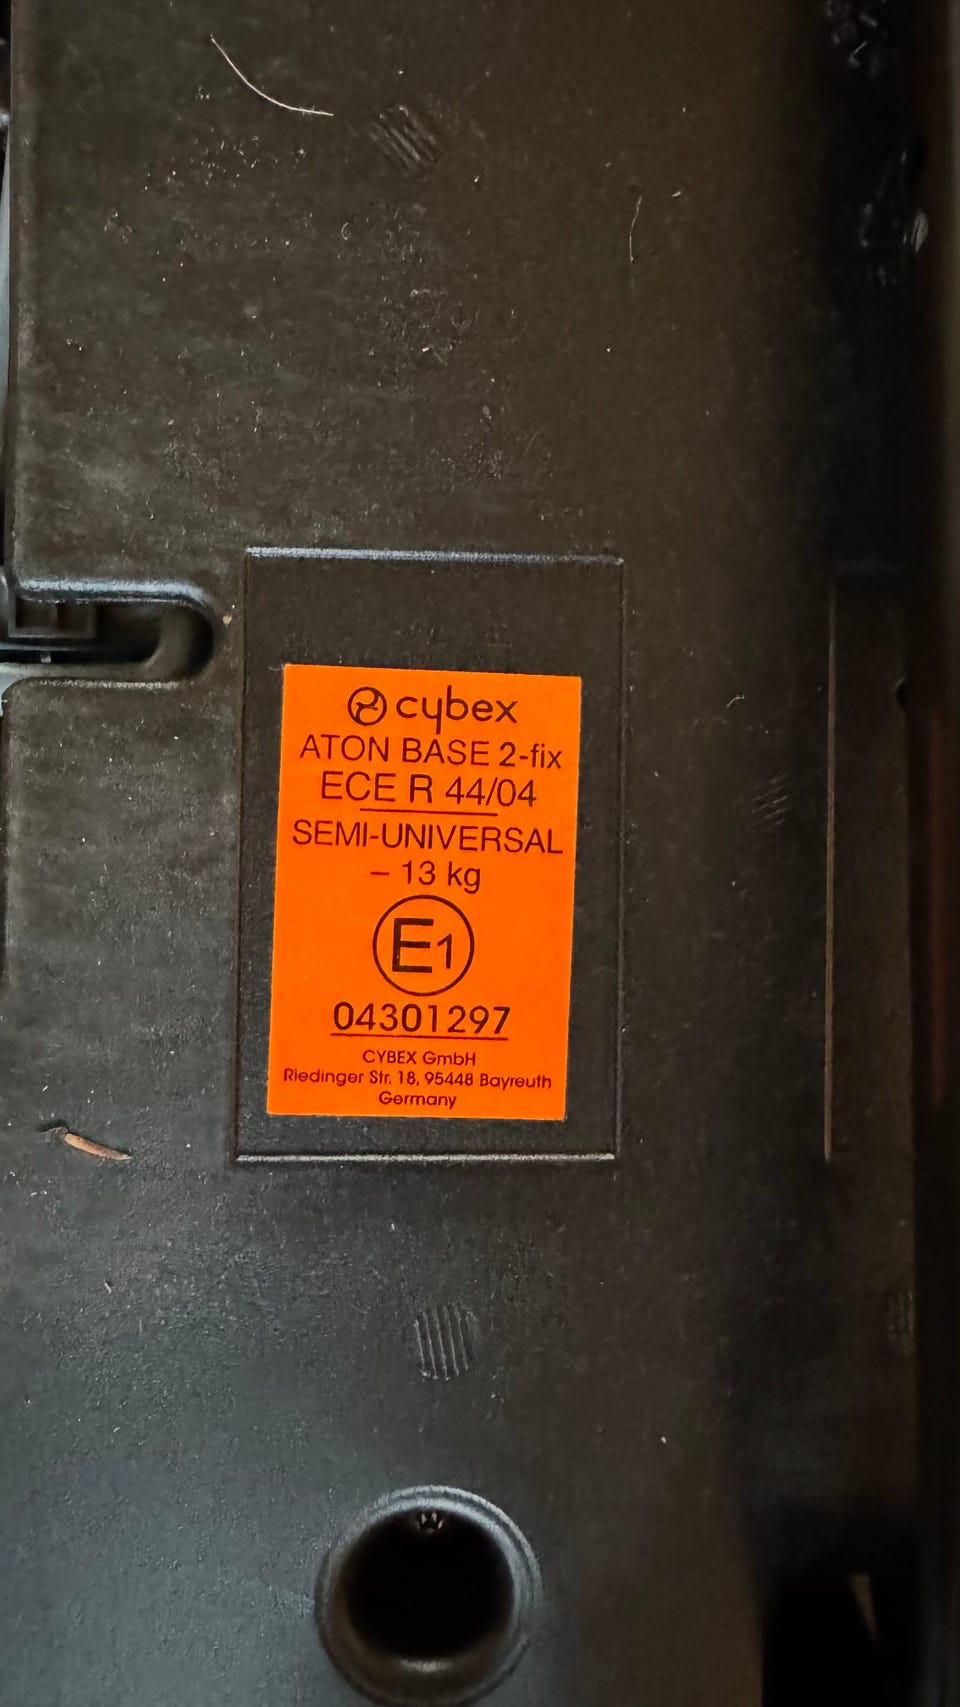 cybex
ATON BASE 2-fix
ECE R 44/04
SEMI-UNIVERSAL
– 13 kg
E1
04301297
CYBEX GmbH
Riedinger Str. 18, 95448 Bayreuth
Germany